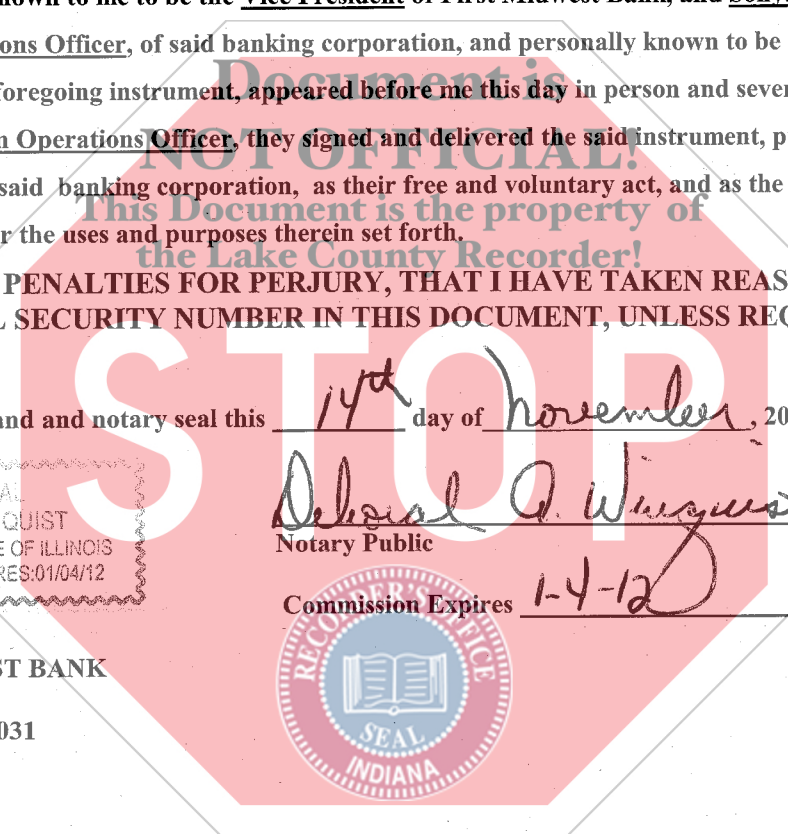 nown to me to be the Vice President of First Midwest Bank, and Sony
ons Officer, of said banking corporation, and personally known to be
Document is
foregoing instrument, appeared before me this day in person and sever
NOT OFFICIAL!
n Operations Officer, they signed and delivered the said instrument, p
said banking corporation, as their free and voluntary act, and as the
This Document is the property of
r the uses and purposes therein set forth.
the Lake County Recorder!
PENALTIES FOR PERJURY, THAT I HAVE TAKEN REAS
L SECURITY NUMBER IN THIS DOCUMENT, UNLESS REQ
STOP
and and notary seal this 14th day of November, 20
AL
QUIST
E OF ILLINOIS
RES:01/04/12
Deborah A. Winquis
Notary Public
Commission Expires 1-4-12
RECORDER'S OFFICE
SEAL
INDIANA
ST BANK
031